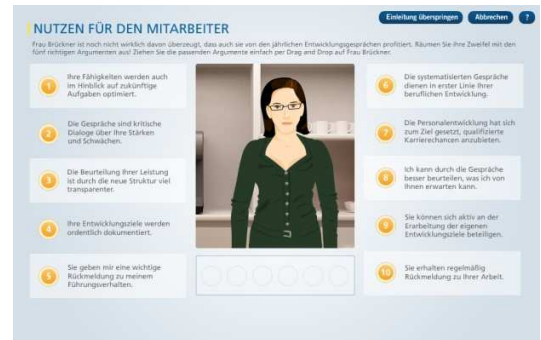 Einleitung überspringen
Abbrechen
?
NUTZEN FÜR DEN MITARBEITER
Frau Brückner ist noch nicht wirklich davon überzeugt, dass auch sie von den jährlichen Entwicklungsgesprächen profitiert. Räumen Sie ihre Zweifel mit den
fünf richtigen Argumenten aus! Ziehen Sie die passenden Argumente einfach per Drag and Drop auf Frau Brückner.
1
Ihre Fähigkeiten werden auch
im Hinblick auf zukünftige
Aufgaben optimiert.
2
Die Gespräche sind kritische
Dialoge über Ihre Stärken
und Schwächen.
3
Die Beurteilung Ihrer Leistung
ist durch die neue Struktur viel
transparenter.
4
Ihre Entwicklungsziele werden
ordentlich dokumentiert.
5
Sie geben mir eine wichtige
Rückmeldung zu meinem
Führungsverhalten.
6
Die systematisierten Gespräche
dienen in erster Linie Ihrer
beruflichen Entwicklung.
7
Die Personalentwicklung hat sich
zum Ziel gesetzt, qualifizierte
Karrierechancen anzubieten.
8
Ich kann durch die Gespräche
besser beurteilen, was ich von
Ihnen erwarten kann.
9
Sie können sich aktiv an der
Erarbeitung der eigenen
Entwicklungsziele beteiligen.
10
Sie erhalten regelmäßig
Rückmeldung zu Ihrer Arbeit.